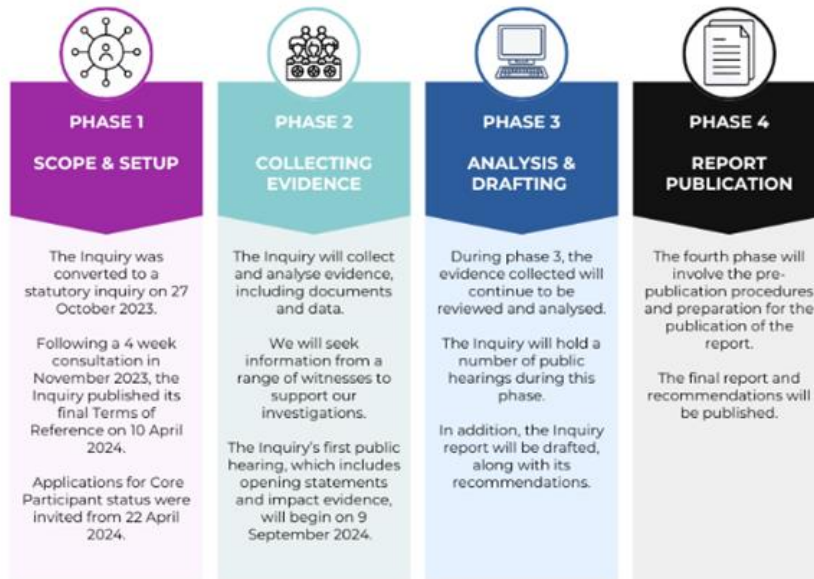 PHASE 1
SCOPE & SETUP
The Inquiry was
converted to a
statutory inquiry on 27
October 2023.
Following a 4 week
consultation in
November 2023, the
Inquiry published its
final Terms of
Reference on 10 April
2024.
Applications for Core
Participant status were
invited from 22 April
2024.
PHASE 2
COLLECTING
EVIDENCE
The Inquiry will collect
and analyse evidence,
including documents
and data.
We will seek
information from a
range of witnesses to
support our
investigations.
The Inquiry's first public
hearing, which includes
opening statements
and impact evidence,
will begin on 9
September 2024.
PHASE 3
ANALYSIS &
DRAFTING
During phase 3, the
evidence collected will
continue to be
reviewed and analysed.
The Inquiry will hold a
number of public
hearings during this
phase.
In addition, the Inquiry
report will be drafted,
along with its
recommendations.
PHASE 4
REPORT
PUBLICATION
The fourth phase will
involve the pre-
publication procedures
and preparation for the
publication of the
report.
The final report and
recommendations will
be published.